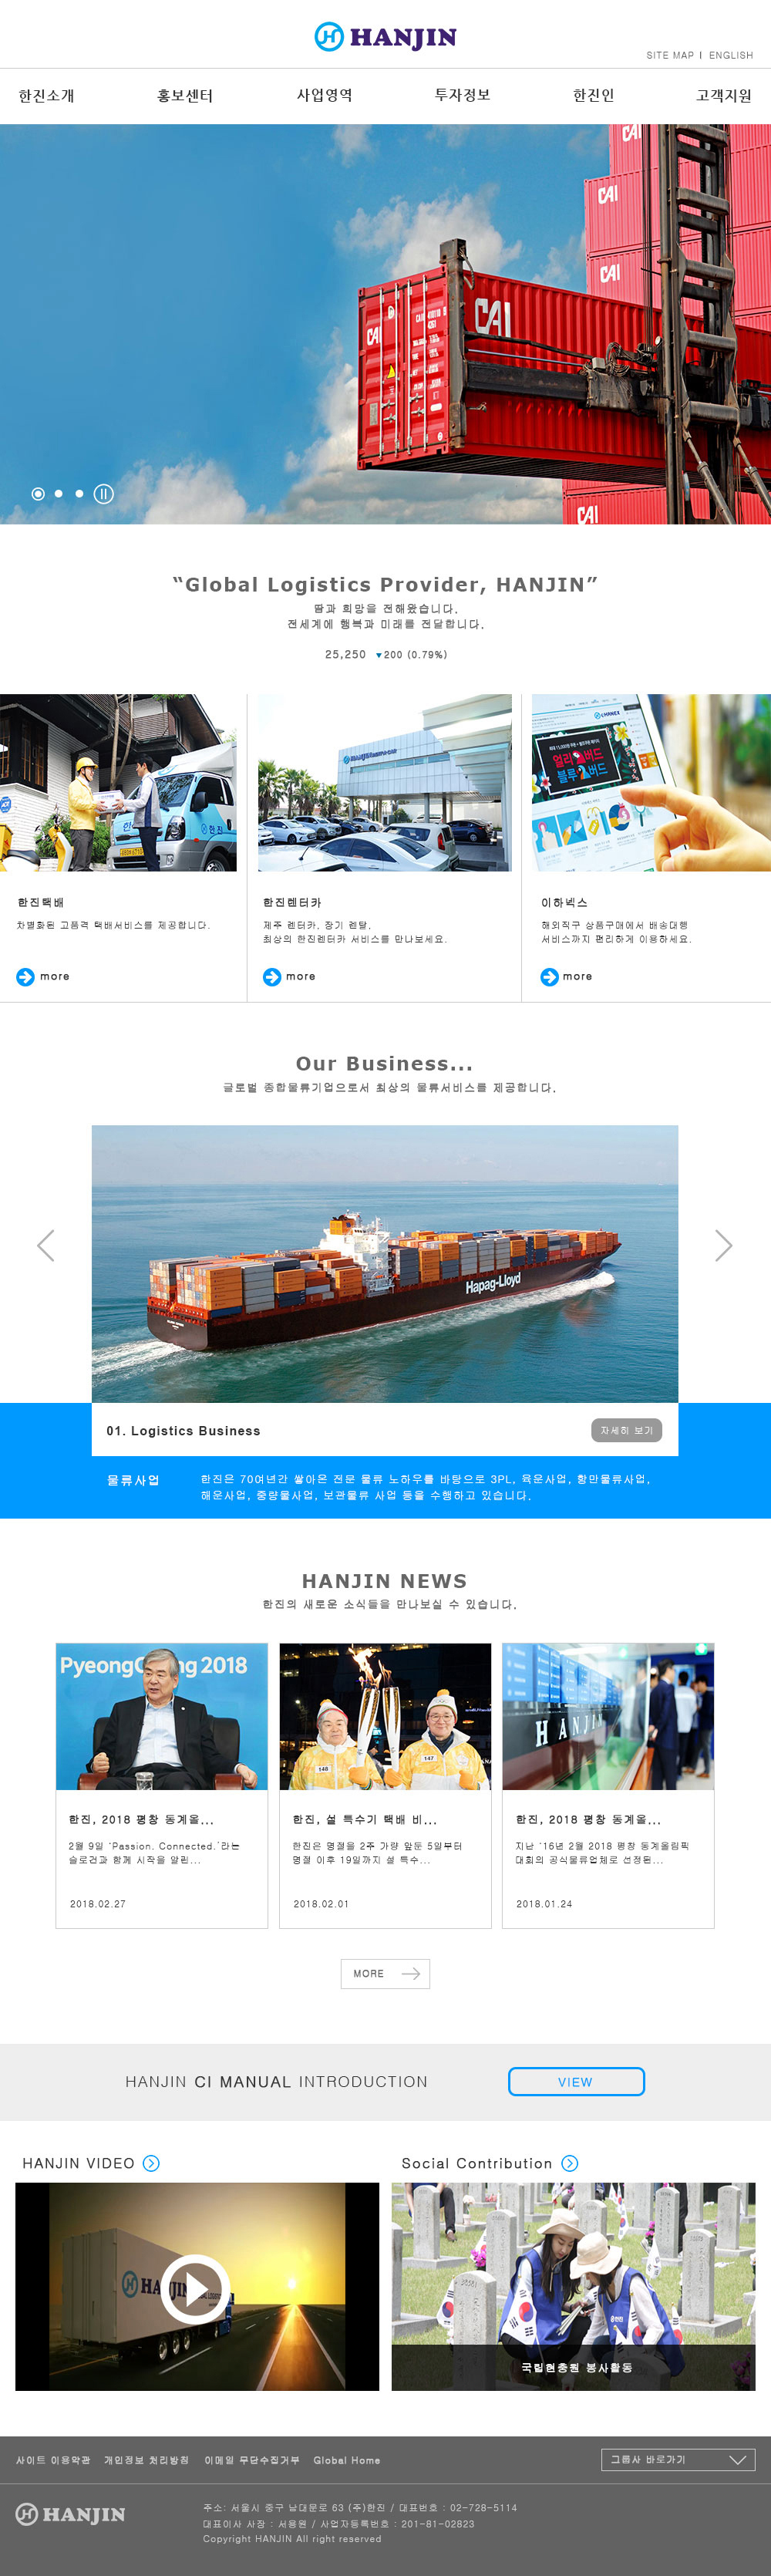 HANJIN
SITE MAP | ENGLISH
한진소개 홍보센터 사업영역 투자정보 한진인 고객지원
CAI
CAI
CAI
CAI
CAI
CAI
“Global Logistics Provider, HANJIN”
땀과 희망을 전해왔습니다.
전세계에 행복과 미래를 전달합니다.
25,250 ▼200 (0.79%)
한진택배
차별화된 고품격 택배서비스를 제공합니다.
more
한진렌터카
제주 렌터카, 장기 렌탈,
최상의 한진렌터카 서비스를 만나보세요.
more
얼리버드
블루버드
이하넥스
해외직구 상품구매에서 배송대행
서비스까지 편리하게 이용하세요.
more
Our Business...
글로벌 종합물류기업으로서 최상의 물류서비스를 제공합니다.
Hapag-Lloyd
01. Logistics Business
자세히 보기
물류사업
한진은 70여년간 쌓아온 전문 물류 노하우를 바탕으로 3PL, 육운사업, 항만물류사업,
해운사업, 중량물사업, 보관물류 사업 등을 수행하고 있습니다.
HANJIN NEWS
한진의 새로운 소식들을 만나보실 수 있습니다.
한진, 2018 평창 동계올...
2월 9일 ‘Passion. Connected.’라는
슬로건과 함께 시작을 알린...
2018.02.27
148
147
한진, 설 특수기 택배 비...
한진은 명절을 2주 가량 앞둔 5일부터
명절 이후 19일까지 설 특수...
2018.02.01
HANJIN
한진, 2018 평창 동계올...
지난 ‘16년 2월 2018 평창 동계올림픽
대회의 공식물류업체로 선정된...
2018.01.24
MORE
HANJIN CI MANUAL INTRODUCTION
VIEW
HANJIN VIDEO
Social Contribution
국립현충원 봉사활동
사이트 이용약관 개인정보 처리방침 이메일 무단수집거부 Global Home
그룹사 바로가기
HANJIN
주소: 서울시 중구 남대문로 63 (주)한진 / 대표번호 : 02-728-5114
대표이사 사장 : 서용원 / 사업자등록번호 : 201-81-02823
Copyright HANJIN All right reserved